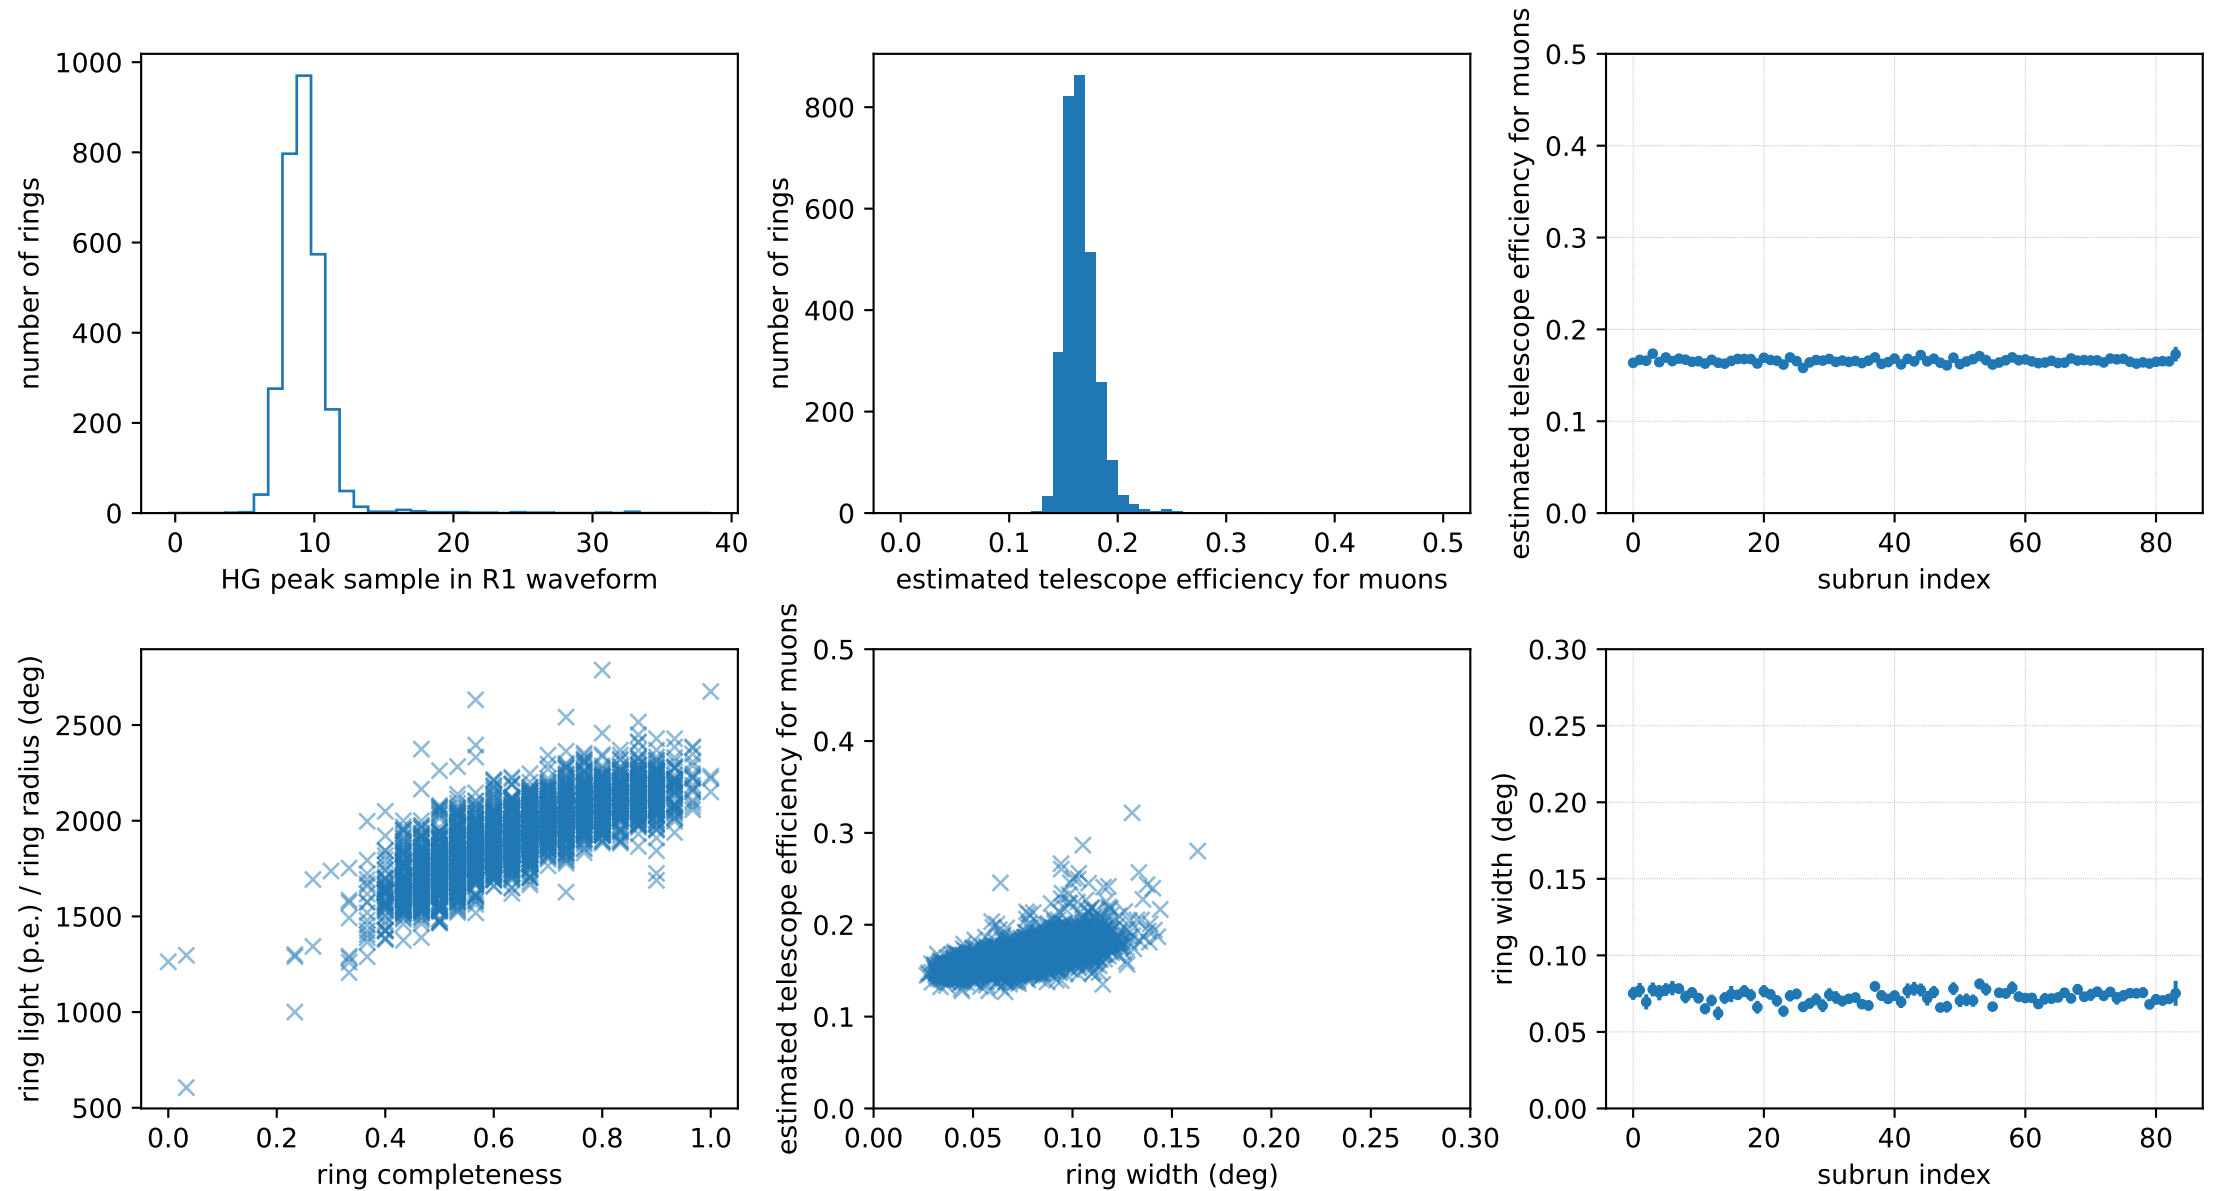 number of rings
1000
800
600
400
200
0
0 10 20 30 40
HG peak sample in R1 waveform
number of rings
800
600
400
200
0
0.0 0.1 0.2 0.3 0.4 0.5
estimated telescope efficiency for muons
estimated telescope efficiency for muons
0.5
0.4
0.3
0.2
0.1
0.0
0 20 40 60 80
subrun index
ring light (p.e.) / ring radius (deg)
2500
2000
1500
1000
500
0.0 0.2 0.4 0.6 0.8 1.0
ring completeness
estimated telescope efficiency for muons
0.5
0.4
0.3
0.2
0.1
0.0
0.00 0.05 0.10 0.15 0.20 0.25 0.30
ring width (deg)
ring width (deg)
0.30
0.25
0.20
0.15
0.10
0.05
0.00
0 20 40 60 80
subrun index